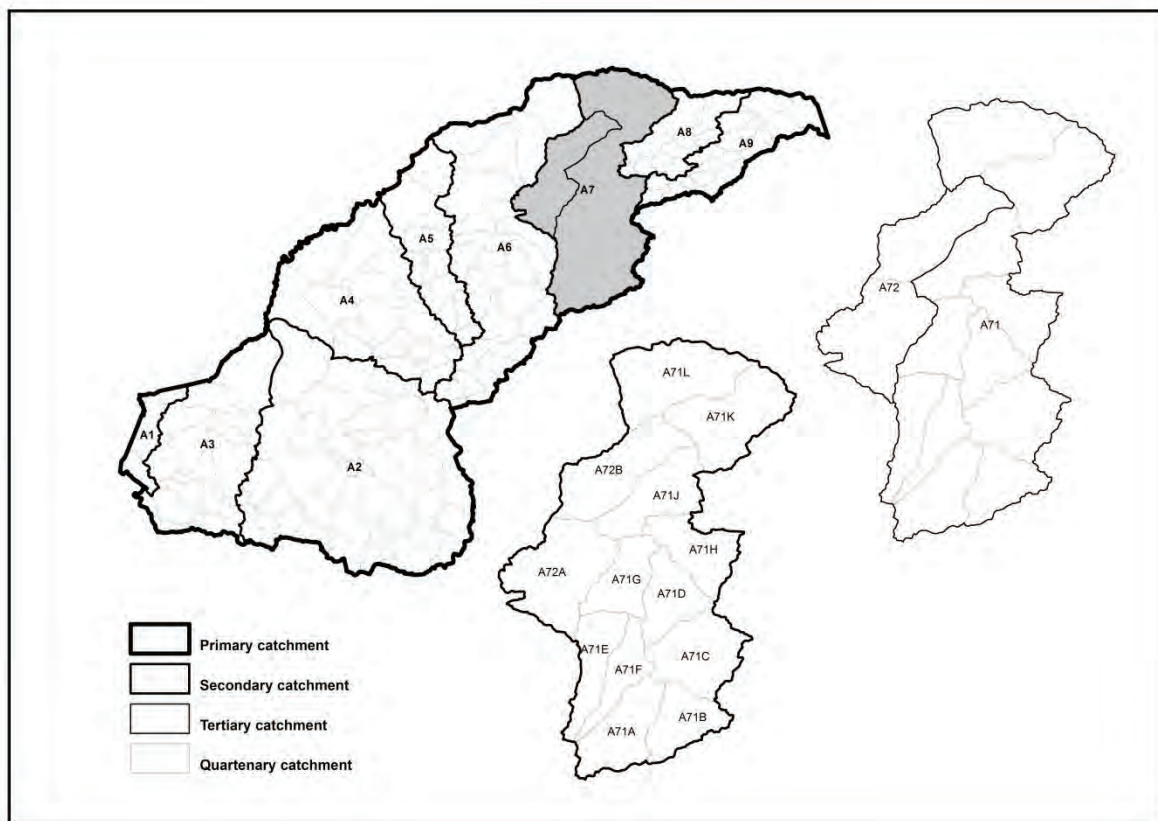 A8
A9
A7
A5
A6
A4
A72
A71
A71L
A71K
A1
A3
A2
A72B
A71J
A71H
A72A
A71G
A71D
A71E
A71F
A71C
A71B
A71A
Primary catchment
Secondary catchment
Tertiary catchment
Quartenary catchment